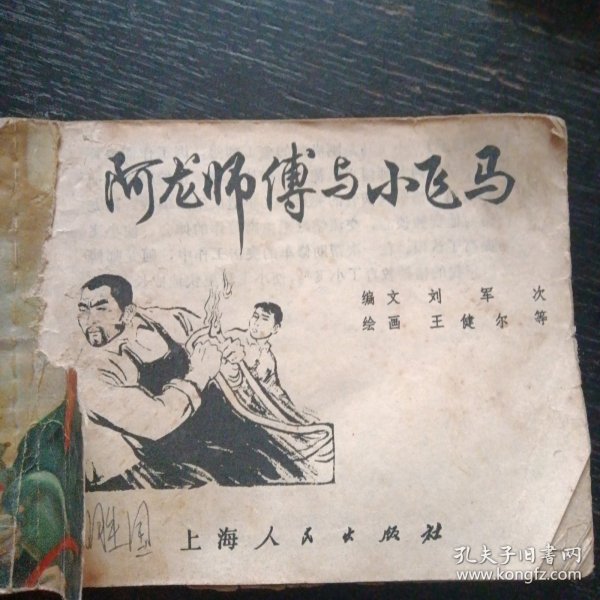 阿龙师傅与小飞马
编文 刘军次
绘画 王健尔等
上海人民出版社
孔夫子旧书网
www.kongfz.com